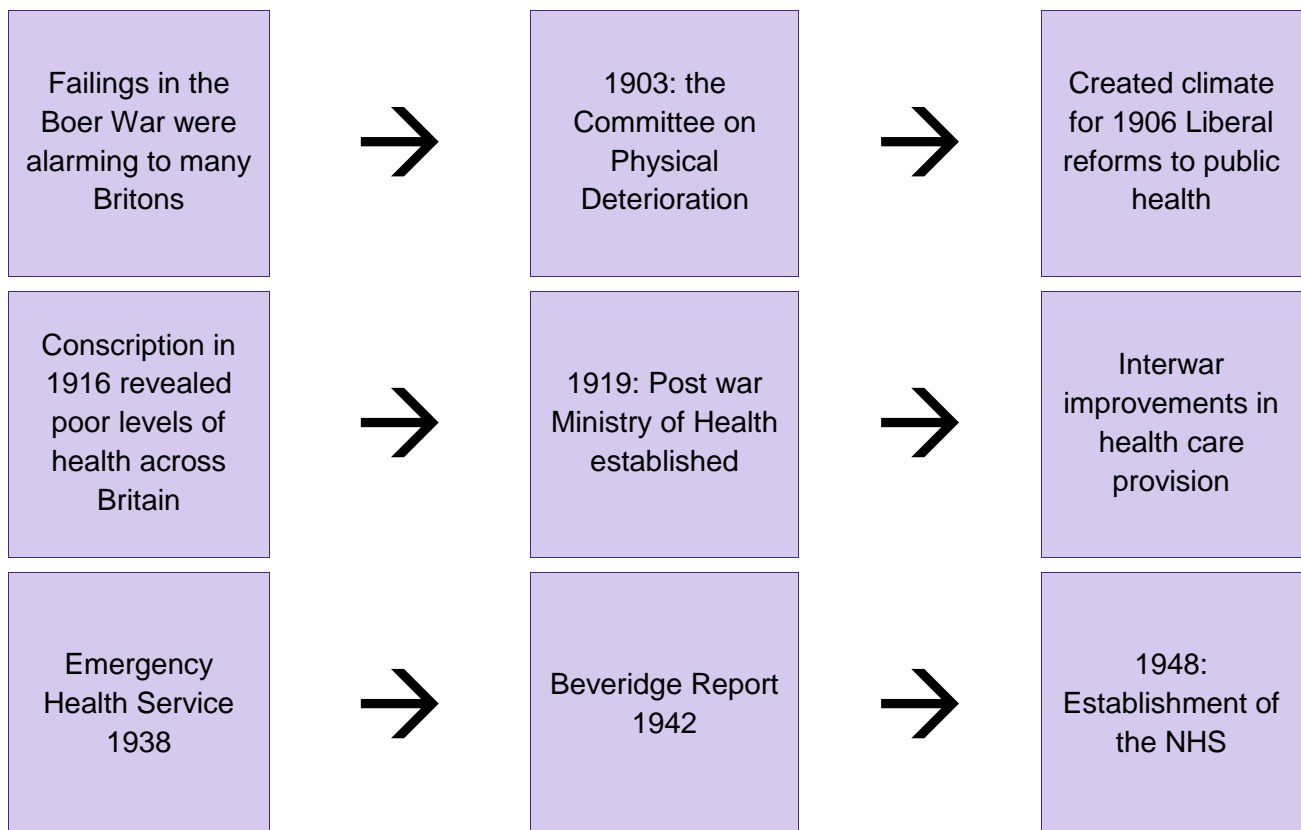 Failings in the
Boer War were
alarming to many
Britons
1903: the
Committee on
Physical
Deterioration
Created climate
for 1906 Liberal
reforms to public
health
Conscription in
1916 revealed
poor levels of
health across
Britain
1919: Post war
Ministry of Health
established
Interwar
improvements in
health care
provision
Emergency
Health Service
1938
Beveridge Report
1942
1948:
Establishment of
the NHS